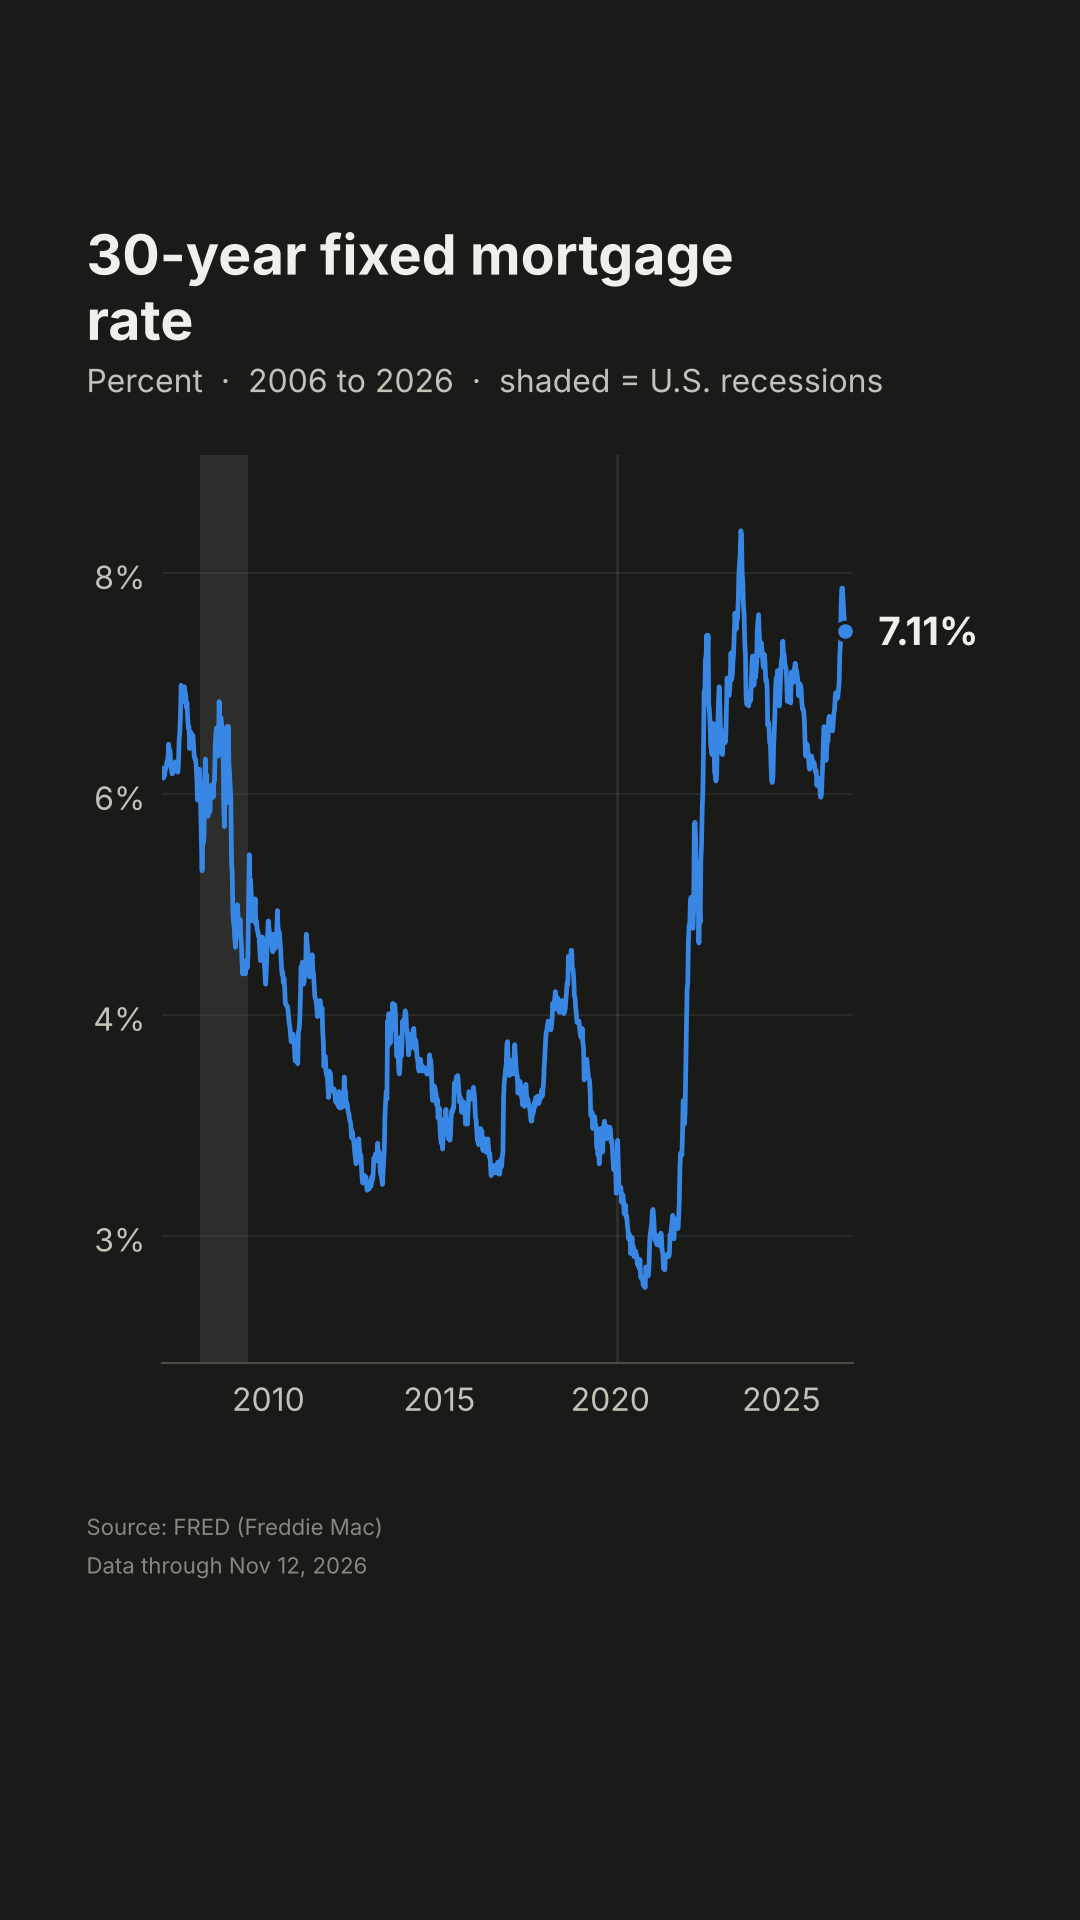 30-year fixed mortgage
rate
Percent · 2006 to 2026 · shaded = U.S. recessions
8%
7.11%
6%
4%
3%
2010 2015 2020 2025
Source: FRED (Freddie Mac)
Data through Nov 12, 2026